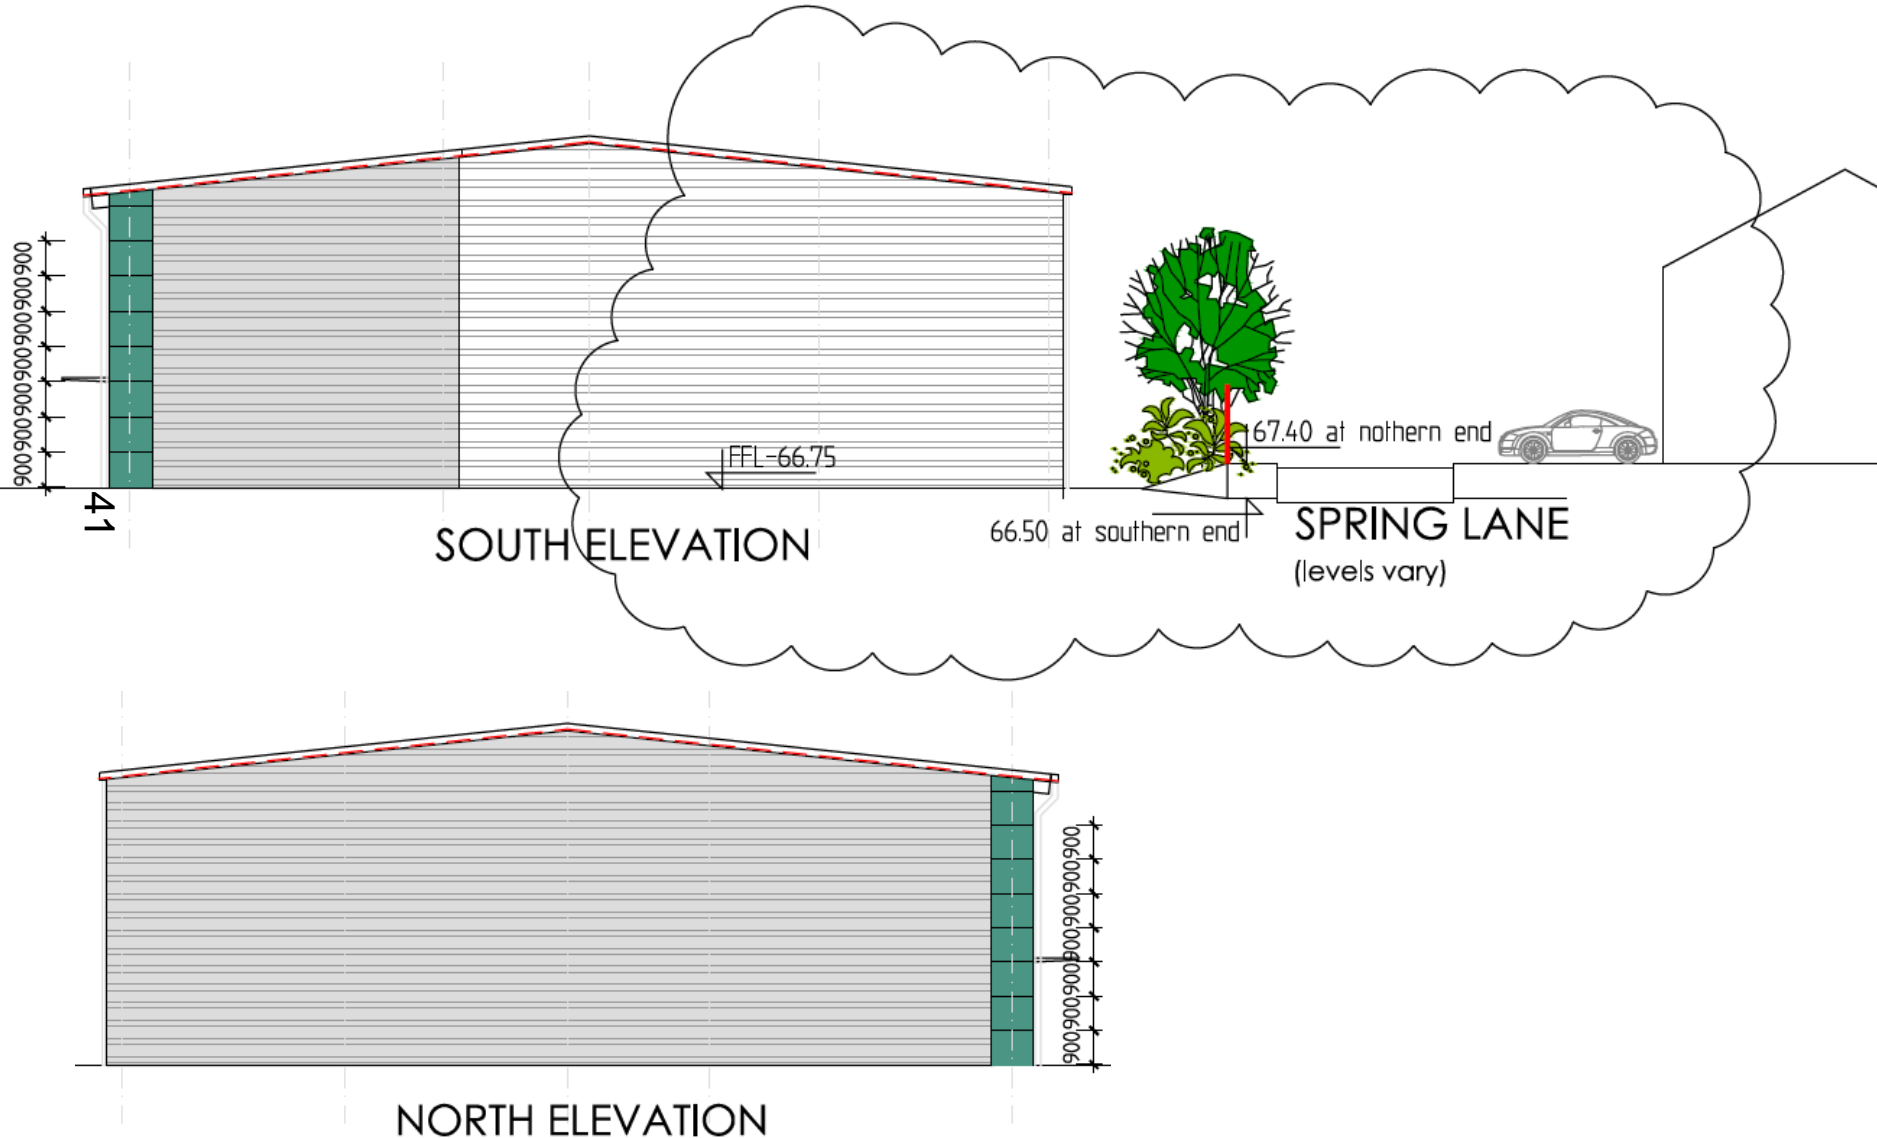 900900900900900900900
41
FFL-66.75
67.40 at nothern end
66.50 at southern end
SPRING LANE
(levels vary)
SOUTH ELEVATION
900900900900900900900
NORTH ELEVATION